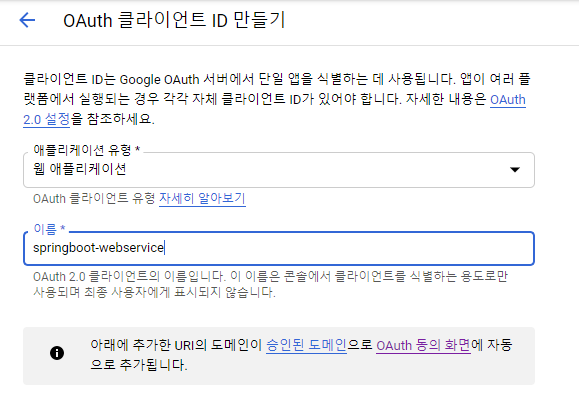 OAuth 클라이언트 ID 만들기
클라이언트 ID는 Google OAuth 서버에서 단일 앱을 식별하는 데 사용됩니다. 앱이 여러 플
랫폼에서 실행되는 경우 각각 자체 클라이언트 ID가 있어야 합니다. 자세한 내용은 OAuth
2.0 설정을 참조하세요.
애플리케이션 유형 *
웹 애플리케이션
OAuth 클라이언트 유형 자세히 알아보기
이름 *
springboot-webservice
OAuth 2.0 클라이언트의 이름입니다. 이 이름은 콘솔에서 클라이언트를 식별하는 용도로만
사용되며 최종 사용자에게 표시되지 않습니다.
아래에 추가한 URI의 도메인이 승인된 도메인으로 OAuth 동의 화면에 자동
으로 추가됩니다.